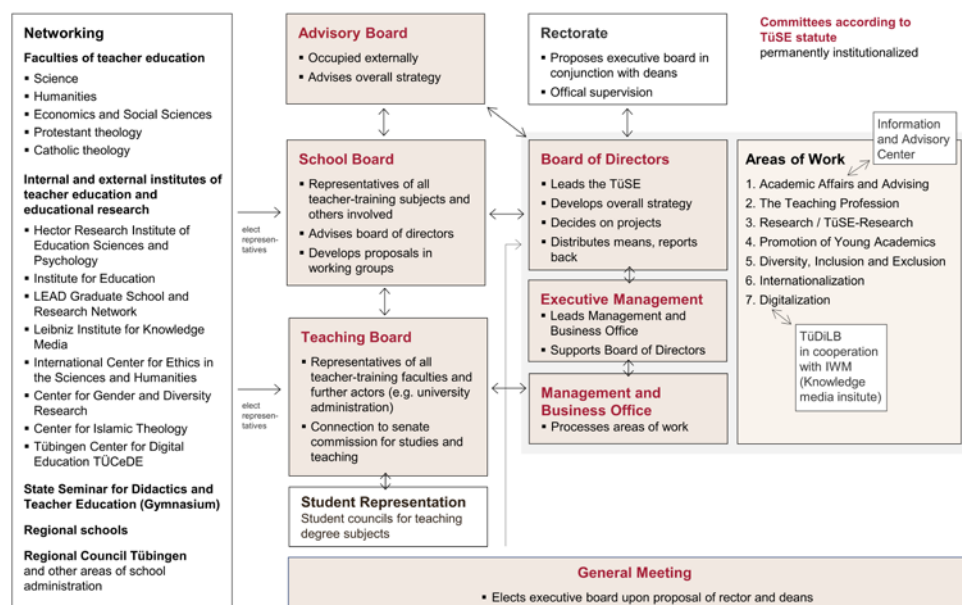 Networking
Faculties of teacher education
▪ Science
▪ Humanities
▪ Economics and Social Sciences
▪ Protestant theology
▪ Catholic theology
Internal and external institutes of
teacher education and
educational research
▪ Hector Research Institute of
Education Sciences and
Psychology
▪ Institute for Education
▪ LEAD Graduate School and
Research Network
▪ Leibniz Institute for Knowledge
Media
▪ International Center for Ethics in
the Sciences and Humanities
▪ Center for Gender and Diversity
Research
▪ Center for Islamic Theology
▪ Tübingen Center for Digital
Education TÜCeDE
State Seminar for Didactics and
Teacher Education (Gymnasium)
Regional schools
Regional Council Tübingen
and other areas of school
administration
elect
represen-
tatives
elect
represen-
tatives
Advisory Board
▪ Occupied externally
▪ Advises overall strategy
School Board
▪ Representatives of all
teacher-training subjects and
others involved
▪ Advises board of directors
▪ Develops proposals in
working groups
Teaching Board
▪ Representatives of all
teacher-training faculties and
further actors (e.g. university
administration)
▪ Connection to senate
commission for studies and
teaching
Student Representation
Student councils for teaching
degree subjects
Rectorate
▪ Proposes executive board in
conjunction with deans
▪ Offical supervision
Board of Directors
▪ Leads the TüSE
▪ Develops overall strategy
▪ Decides on projects
▪ Distributes means, reports
back
Executive Management
▪ Leads Management and
Business Office
▪ Supports Board of Directors
Management and
Business Office
▪ Processes areas of work
Committees according to
TüSE statute
permanently institutionalized
Information
and Advisory
Center
Areas of Work
1. Academic Affairs and Advising
2. The Teaching Profession
3. Research / TüSE-Research
4. Promotion of Young Academics
5. Diversity, Inclusion and Exclusion
6. Internationalization
7. Digitalization
TüDiLB
in cooperation
with IWM
(Knowledge
media insitute)
General Meeting
▪ Elects executive board upon proposal of rector and deans